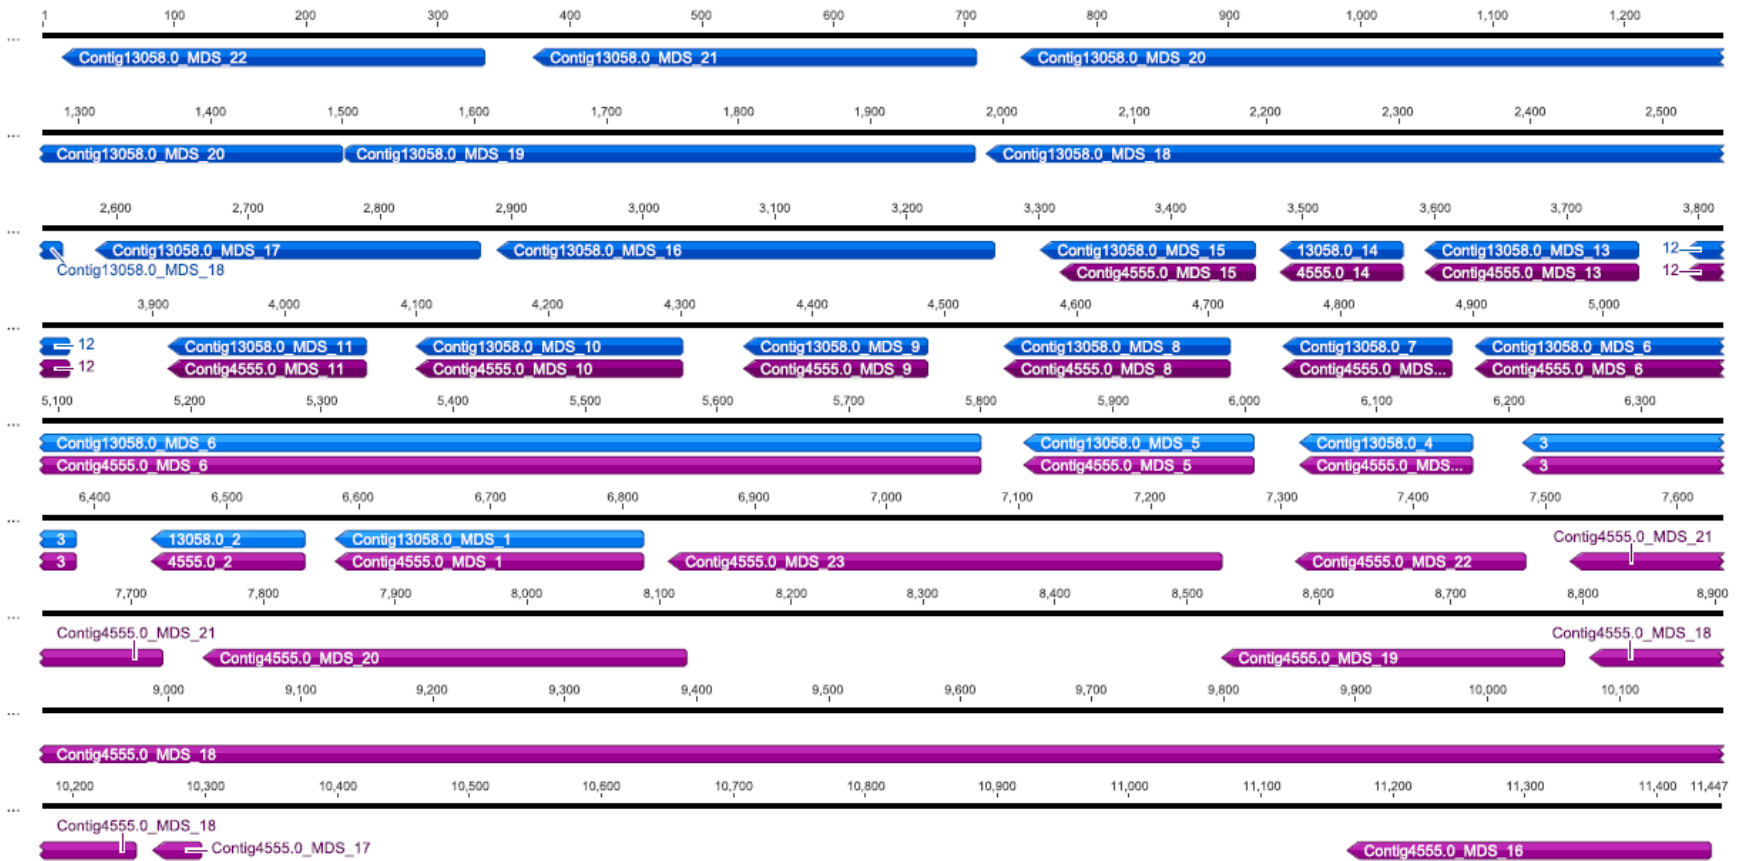 1 100 200 300 400 500 600 700 800 900 1,000 1,100 1,200
...
Contig13058.0_MDS_22 Contig13058.0_MDS_21 Contig13058.0_MDS_20
1,300 1,400 1,500 1,600 1,700 1,800 1,900 2,000 2,100 2,200 2,300 2,400 2,500
...
Contig13058.0_MDS_20 Contig13058.0_MDS_19 Contig13058.0_MDS_18
2,600 2,700 2,800 2,900 3,000 3,100 3,200 3,300 3,400 3,500 3,600 3,700 3,800
...
Contig13058.0_MDS_17 Contig13058.0_MDS_16 Contig13058.0_MDS_15 13058.0_14 Contig13058.0_MDS_13 12
Contig13058.0_MDS_18 Contig4555.0_MDS_15 4555.0_14 Contig4555.0_MDS_13 12
3,900 4,000 4,100 4,200 4,300 4,400 4,500 4,600 4,700 4,800 4,900 5,000
...
12 Contig13058.0_MDS_11 Contig13058.0_MDS_10 Contig13058.0_MDS_9 Contig13058.0_MDS_8 Contig13058.0_7 Contig13058.0_MDS_6
12 Contig4555.0_MDS_11 Contig4555.0_MDS_10 Contig4555.0_MDS_9 Contig4555.0_MDS_8 Contig4555.0_MDS... Contig4555.0_MDS_6
5,100 5,200 5,300 5,400 5,500 5,600 5,700 5,800 5,900 6,000 6,100 6,200 6,300
...
Contig13058.0_MDS_6 Contig13058.0_MDS_5 Contig13058.0_4 3
Contig4555.0_MDS_6 Contig4555.0_MDS_5 Contig4555.0_MDS... 3
6,400 6,500 6,600 6,700 6,800 6,900 7,000 7,100 7,200 7,300 7,400 7,500 7,600
...
3 13058.0_2 Contig13058.0_MDS_1 Contig4555.0_MDS_21
3 4555.0_2 Contig4555.0_MDS_1 Contig4555.0_MDS_23 Contig4555.0_MDS_22
7,700 7,800 7,900 8,000 8,100 8,200 8,300 8,400 8,500 8,600 8,700 8,800 8,900
...
Contig4555.0_MDS_21 Contig4555.0_MDS_18
Contig4555.0_MDS_20 Contig4555.0_MDS_19
9,000 9,100 9,200 9,300 9,400 9,500 9,600 9,700 9,800 9,900 10,000 10,100
...
Contig4555.0_MDS_18
10,200 10,300 10,400 10,500 10,600 10,700 10,800 10,900 11,000 11,100 11,200 11,300 11,400 11,447
...
Contig4555.0_MDS_18
Contig4555.0_MDS_17 Contig4555.0_MDS_16